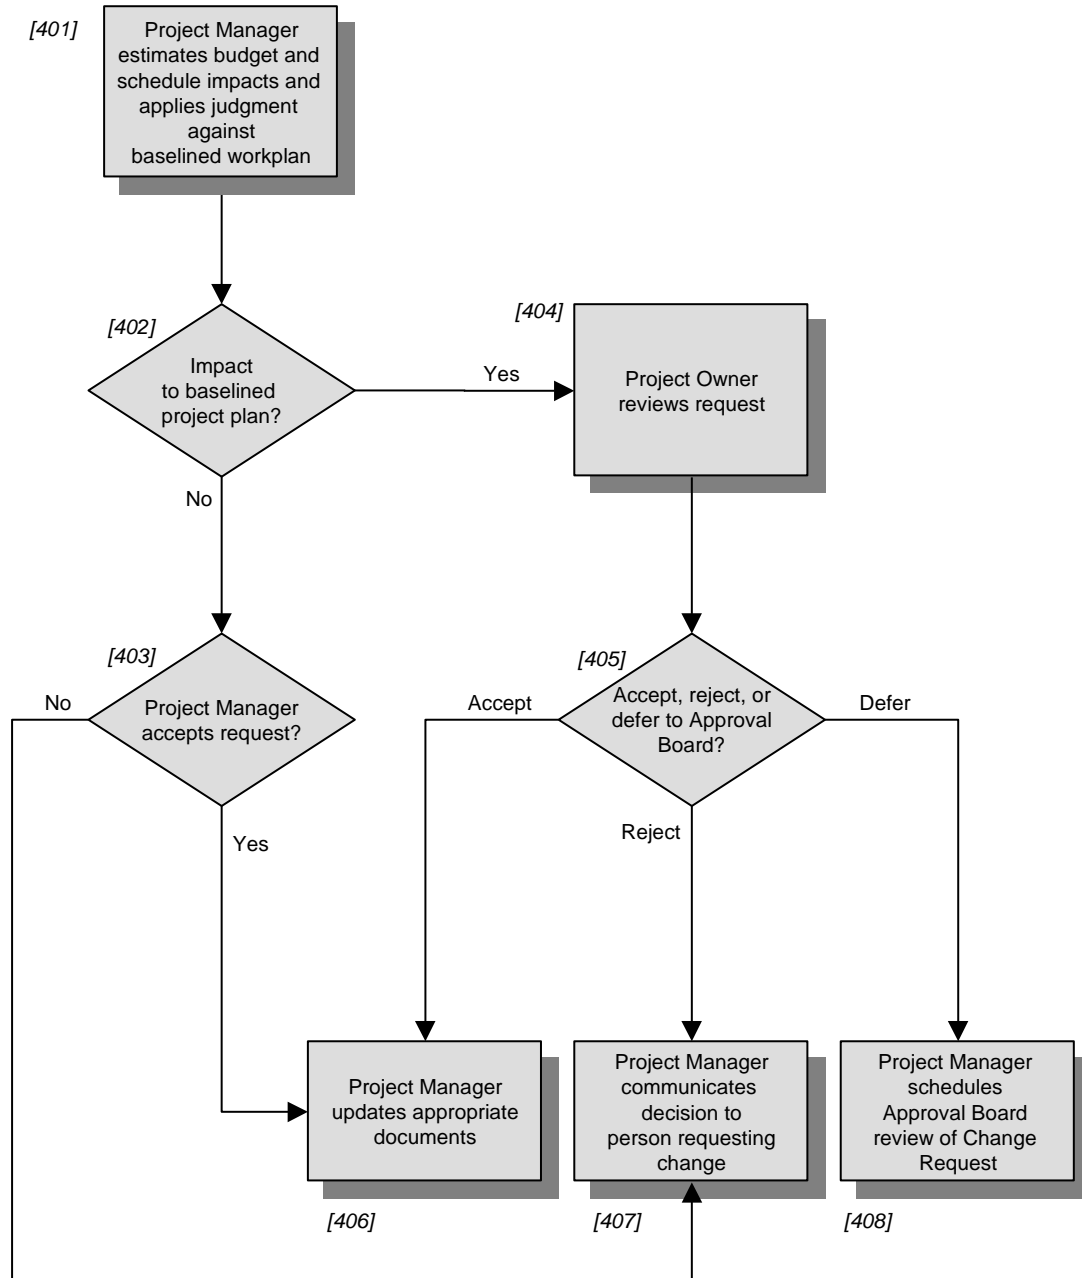 [401]
Project Manager
estimates budget and
schedule impacts and
applies judgment
against
baselined workplan
[402]
Impact
to baselined
project plan?
Yes
No
[404]
Project Owner
reviews request
[403]
Project Manager
accepts request?
No
Yes
[405]
Accept, reject, or
defer to Approval
Board?
Accept
Defer
Reject
Project Manager
updates appropriate
documents
[406]
Project Manager
communicates
decision to
person requesting
change
[407]
Project Manager
schedules
Approval Board
review of Change
Request
[408]